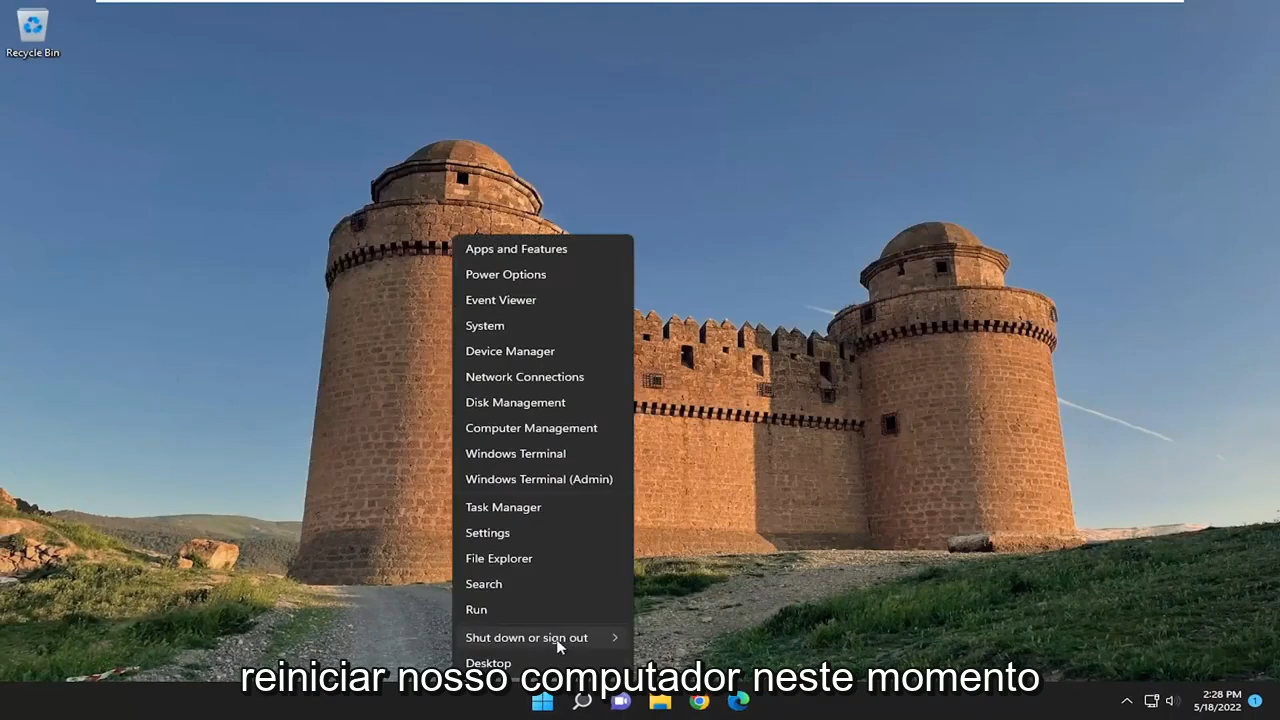 Recycle Bin
Apps and Features
Power Options
Event Viewer
System
Device Manager
Network Connections
Disk Management
Computer Management
Windows Terminal
Windows Terminal (Admin)
Task Manager
Settings
File Explorer
Search
Run
Shut down or sign out
Desktop
reiniciar nosso computador neste momento
2:28 PM
5/18/2022
1